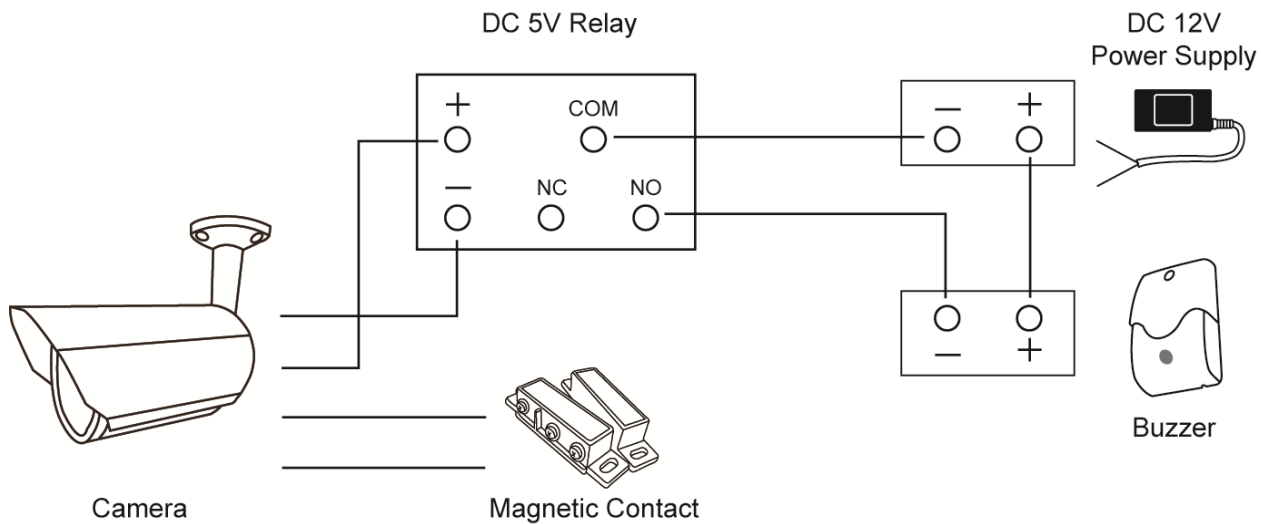 DC 5V Relay
DC 12V
Power Supply
+
COM
—
NC
NO
— +
— +
Buzzer
Camera
Magnetic Contact